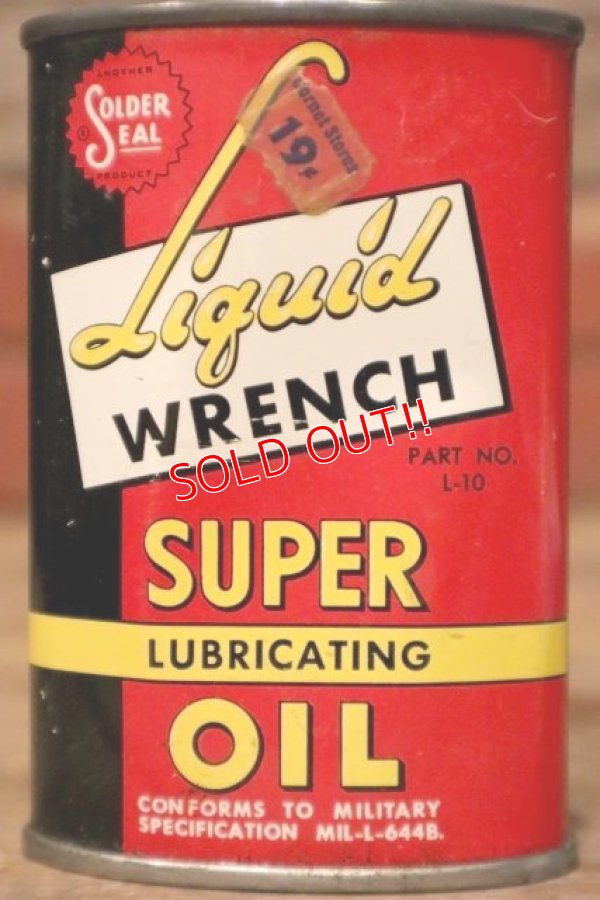 ANOTHER
SOLDER
SEAL
PRODUCT
Cornet Stores
19¢
Liquid
WRENCH
SOLD OUT!!
PART NO.
L-10
SUPER
LUBRICATING
OIL
CONFORMS TO MILITARY
SPECIFICATION MIL-L-644B.